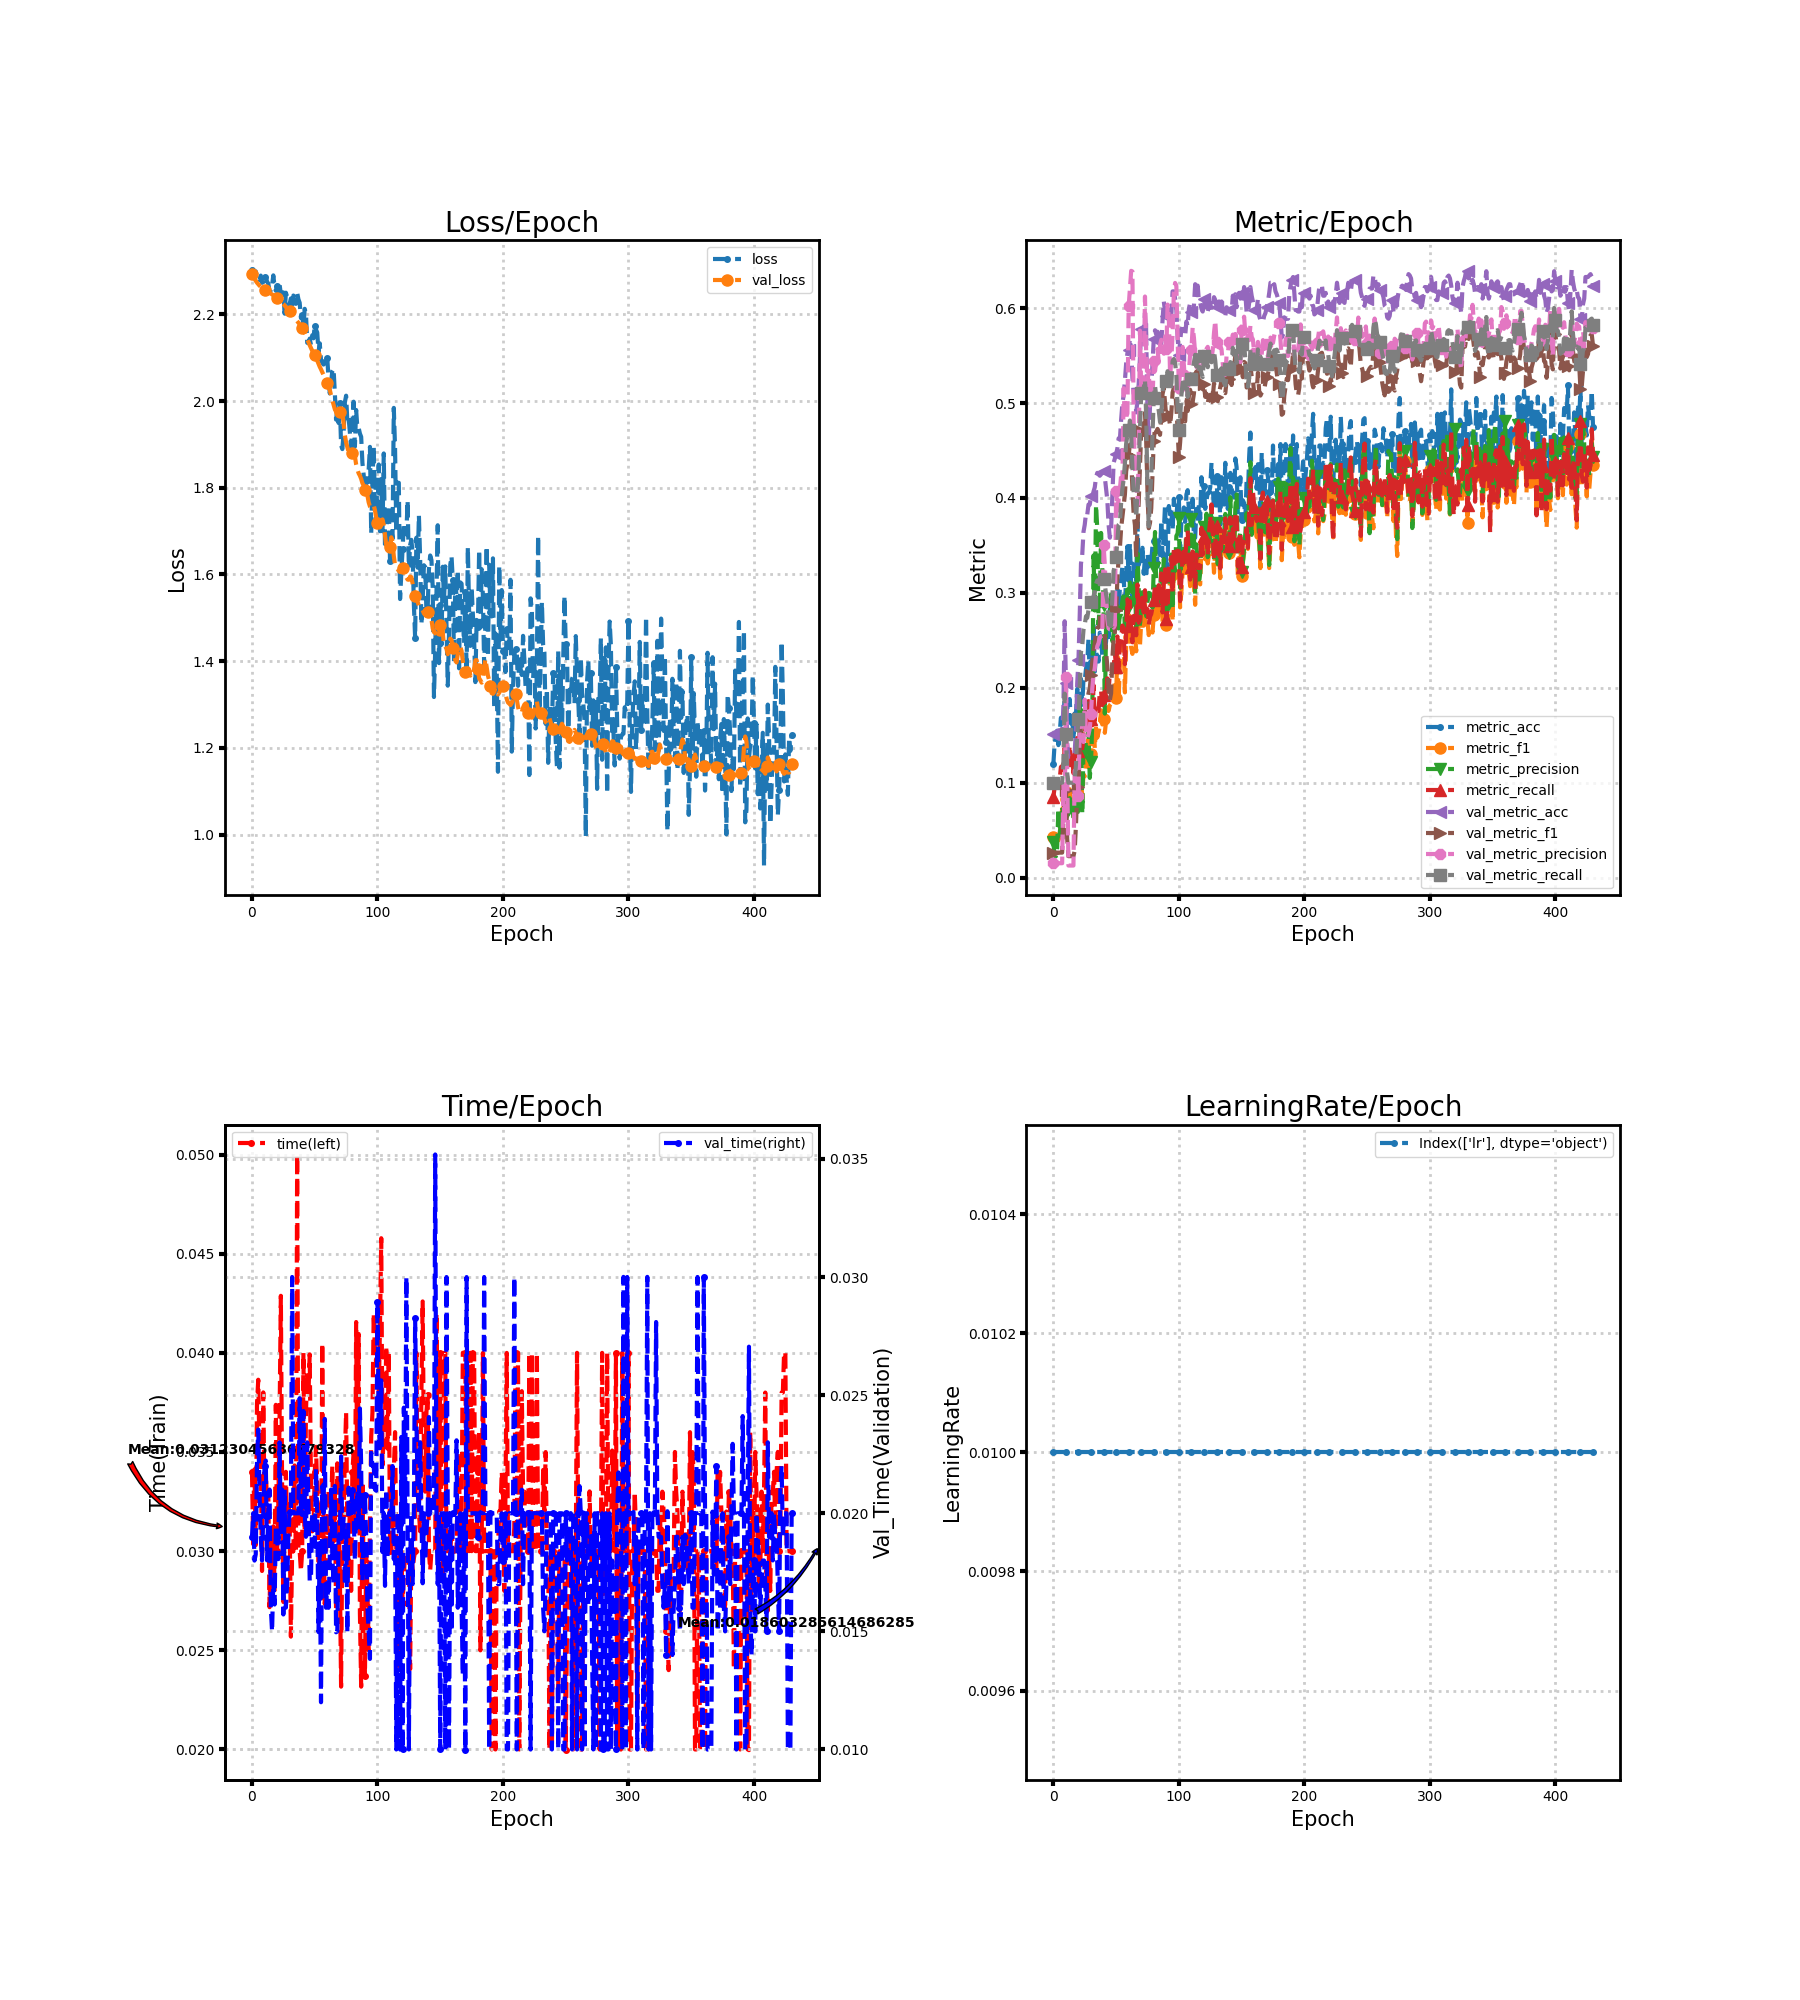 Loss/Epoch
loss
val_loss
2.2
2.0
1.8
1.6
1.4
1.2
1.0
Loss
0
100
200
300
400
Epoch
Metric/Epoch
0.6
0.5
0.4
0.3
0.2
0.1
0.0
Metric
metric_acc
metric_f1
metric_precision
metric_recall
val_metric_acc
val_metric_f1
val_metric_precision
val_metric_recall
0
100
200
300
400
Epoch
Time/Epoch
time(left)
val_time(right)
0.050
0.045
0.040
0.035
0.030
0.025
0.020
Time(Train)
0.035
0.030
0.025
0.020
0.015
0.010
Val_Time(Validation)
Mean:0.018603285614686285
0
100
200
300
400
Epoch
LearningRate/Epoch
Index(['lr'], dtype='object')
0.0104
0.0102
0.0100
0.0098
0.0096
LearningRate
0
100
200
300
400
Epoch